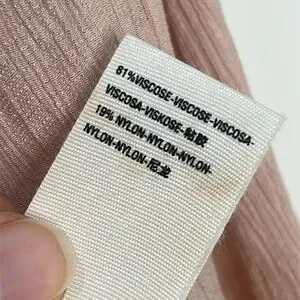 81%VISCOSE-VISCOSE-VISCOSA-
VISCOSA-VISKOSE-粘胶
19% NYLON-NYLON-NYLON-
NYLON-NYLON-尼龙